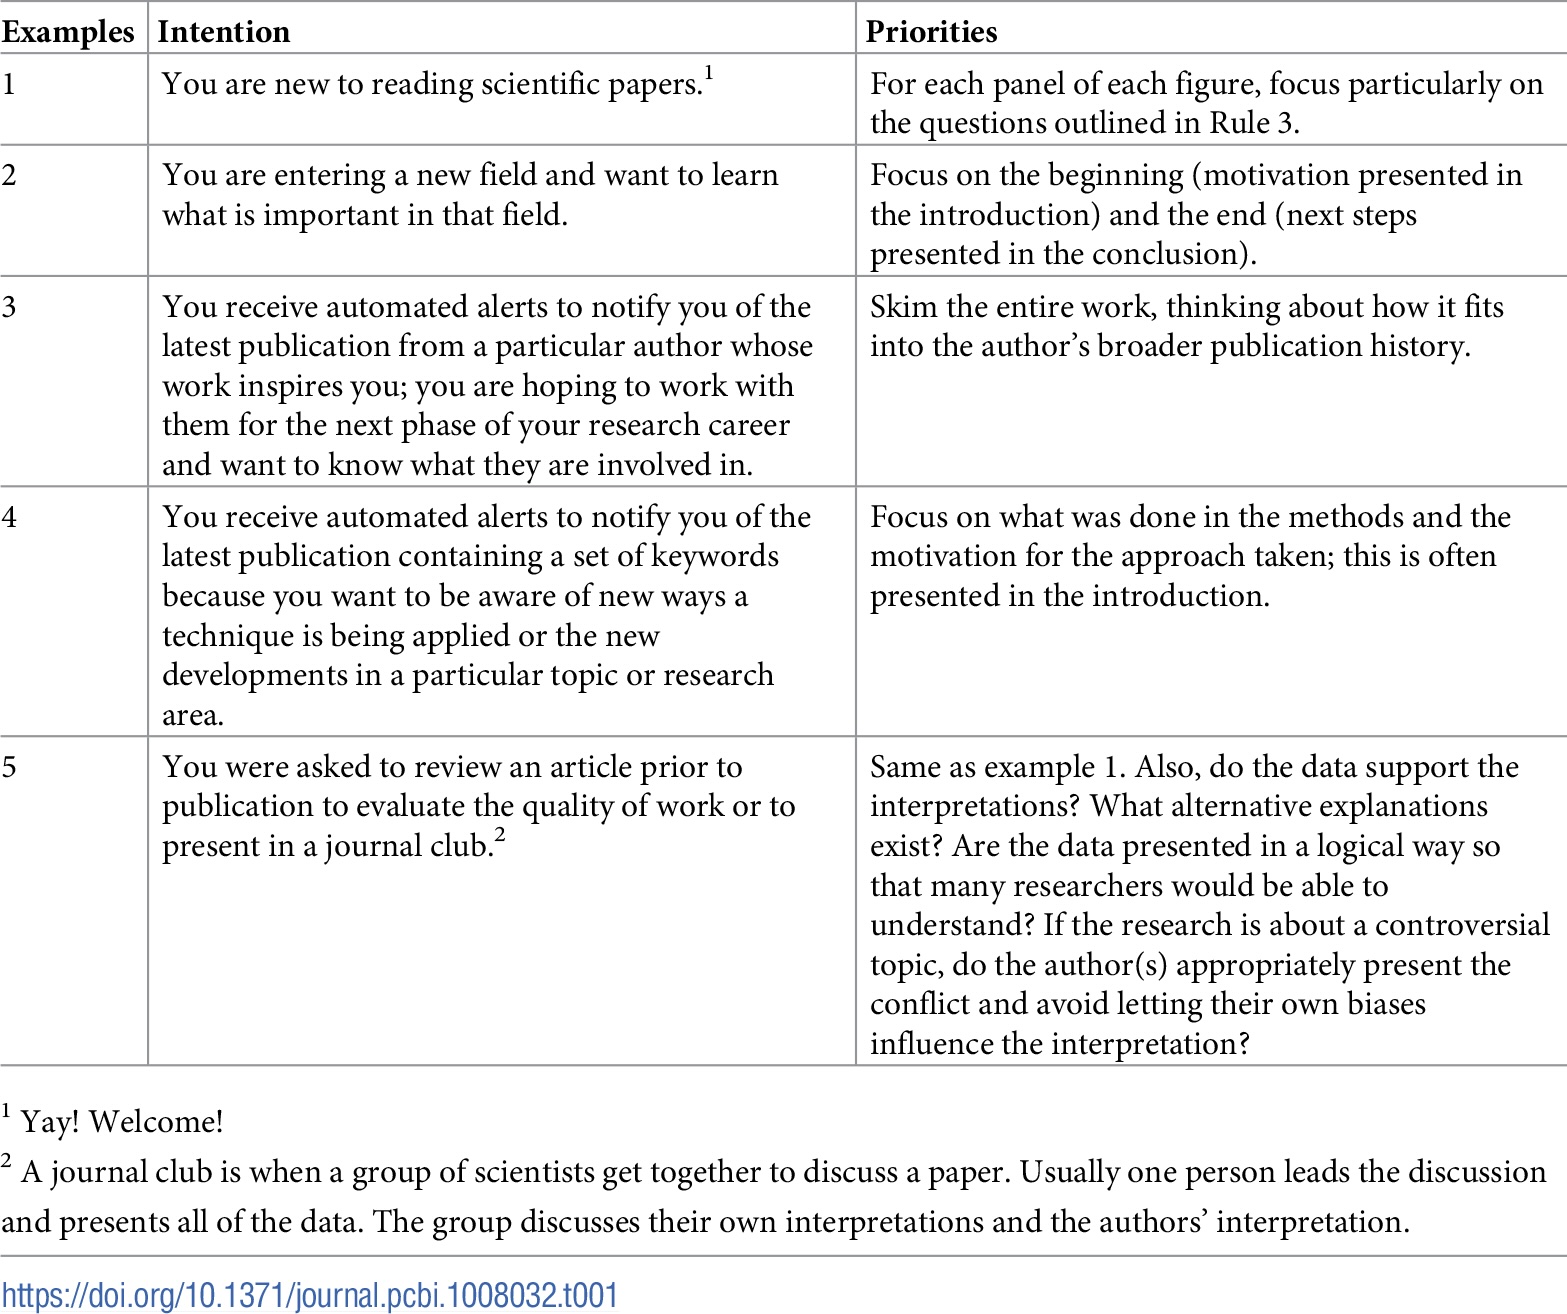 Examples Intention Priorities
1 You are new to reading scientific papers.1 For each panel of each figure, focus particularly on
the questions outlined in Rule 3.
2 You are entering a new field and want to learn Focus on the beginning (motivation presented in
what is important in that field. the introduction) and the end (next steps
presented in the conclusion).
3 You receive automated alerts to notify you of the Skim the entire work, thinking about how it fits
latest publication from a particular author whose into the author’s broader publication history.
work inspires you; you are hoping to work with
them for the next phase of your research career
and want to know what they are involved in.
4 You receive automated alerts to notify you of the Focus on what was done in the methods and the
latest publication containing a set of keywords motivation for the approach taken; this is often
because you want to be aware of new ways a presented in the introduction.
technique is being applied or the new
developments in a particular topic or research
area.
5 You were asked to review an article prior to Same as example 1. Also, do the data support the
publication to evaluate the quality of work or to interpretations? What alternative explanations
present in a journal club.2 exist? Are the data presented in a logical way so
that many researchers would be able to
understand? If the research is about a controversial
topic, do the author(s) appropriately present the
conflict and avoid letting their own biases
influence the interpretation?
1 Yay! Welcome!
2 A journal club is when a group of scientists get together to discuss a paper. Usually one person leads the discussion
and presents all of the data. The group discusses their own interpretations and the authors’ interpretation.
https://doi.org/10.1371/journal.pcbi.1008032.t001